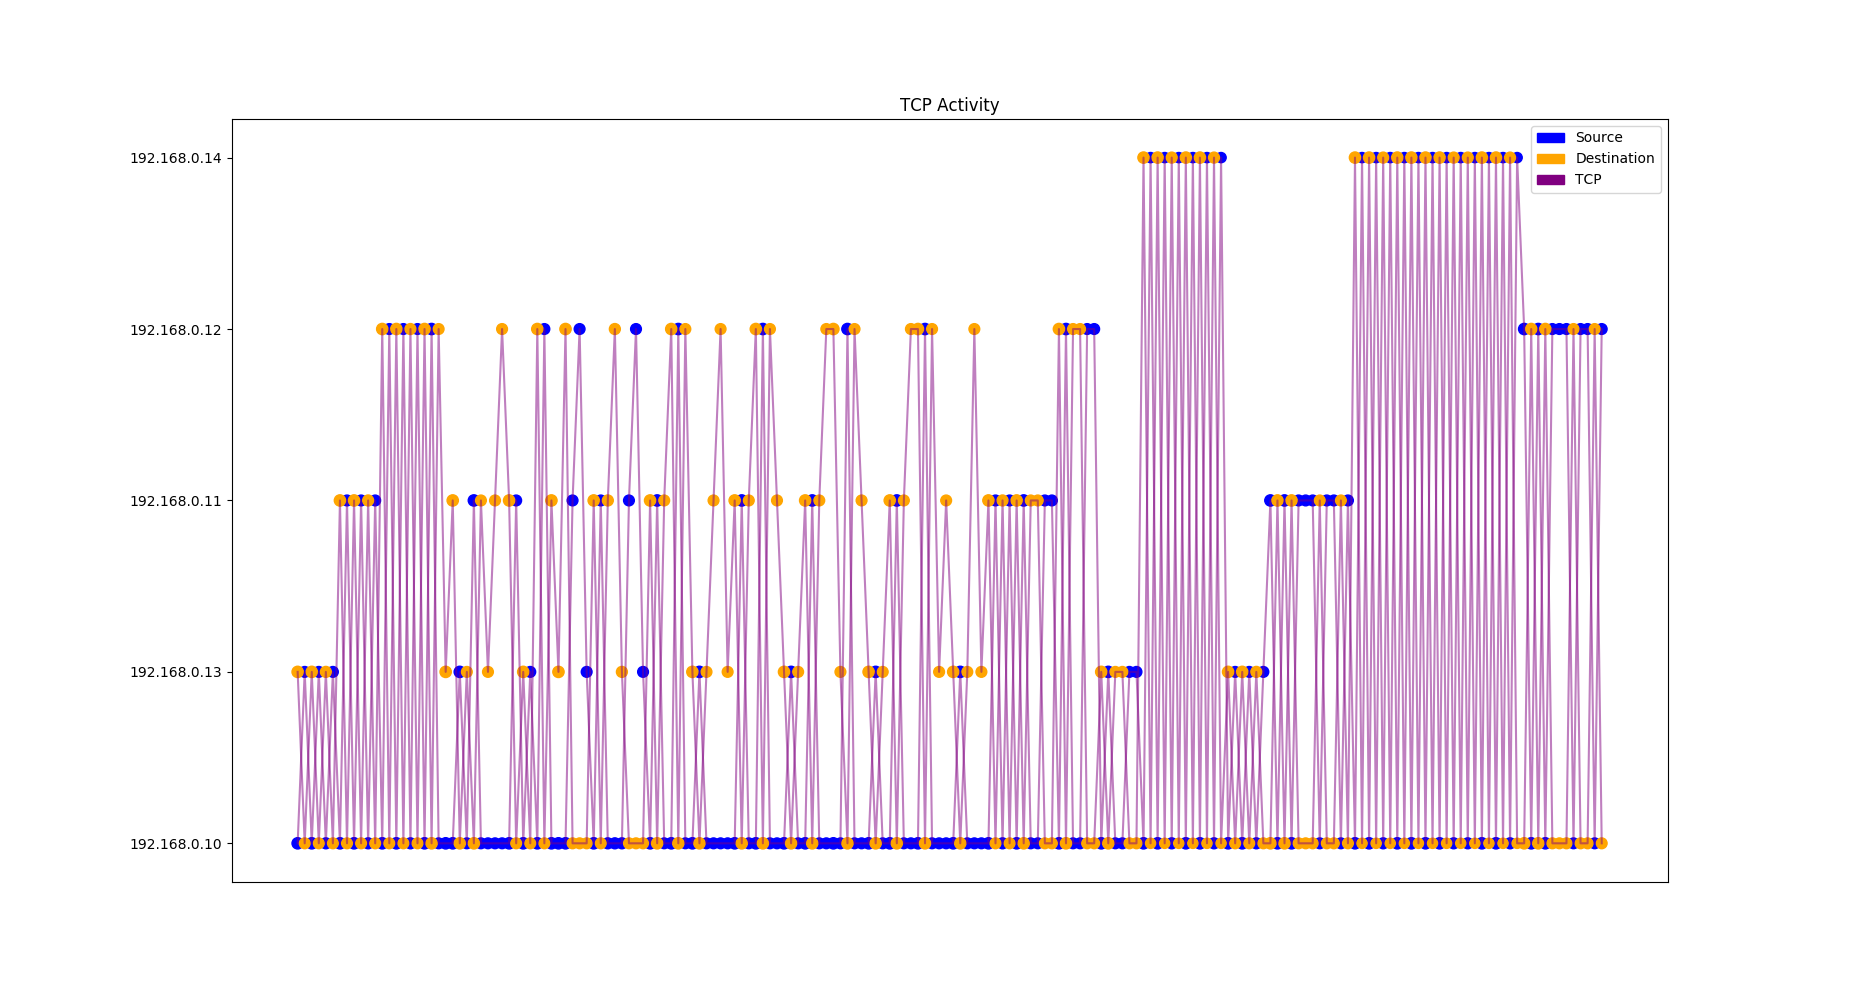 TCP Activity
Source
Destination
TCP
192.168.0.14
192.168.0.12
192.168.0.11
192.168.0.13
192.168.0.10